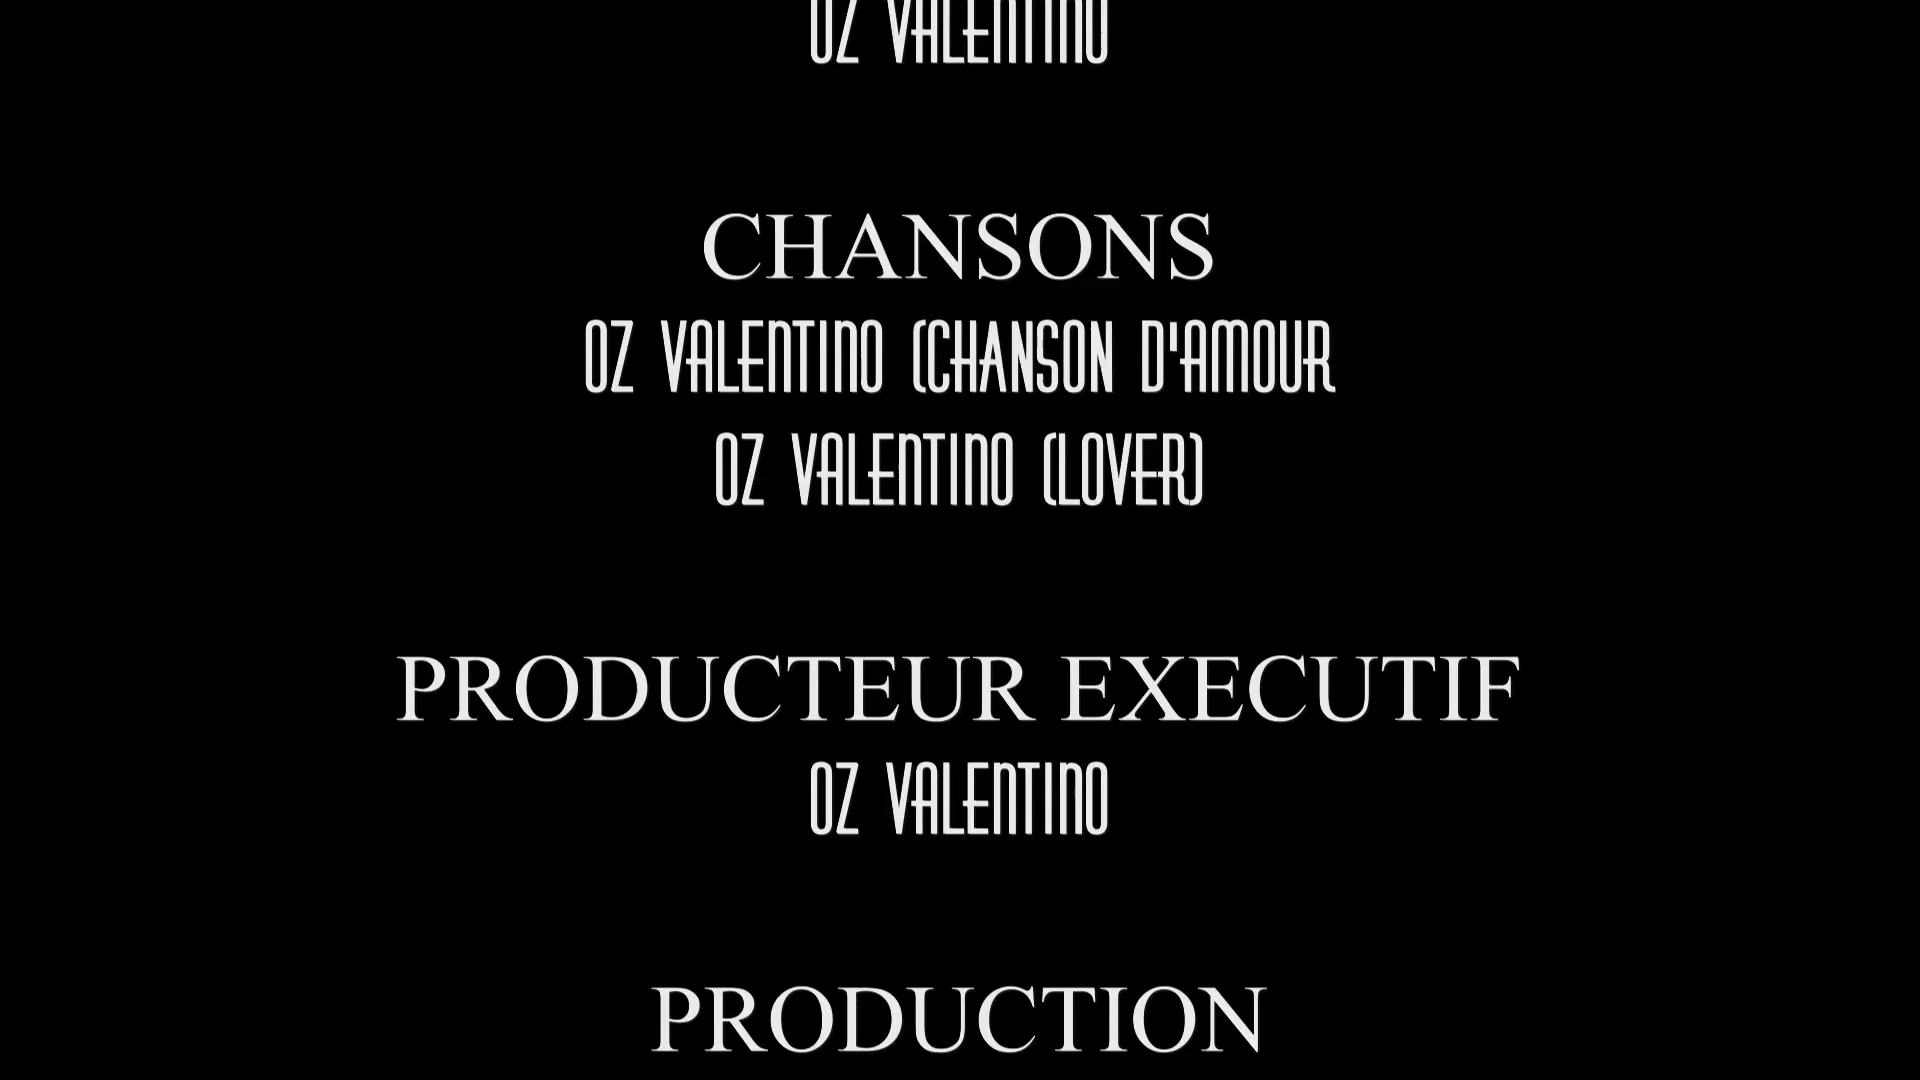 OZ VALENTINO
CHANSONS
OZ VALENTINO (CHANSON D'AMOUR
OZ VALENTINO (LOVER)
PRODUCTEUR EXECUTIF
OZ VALENTINO
PRODUCTION